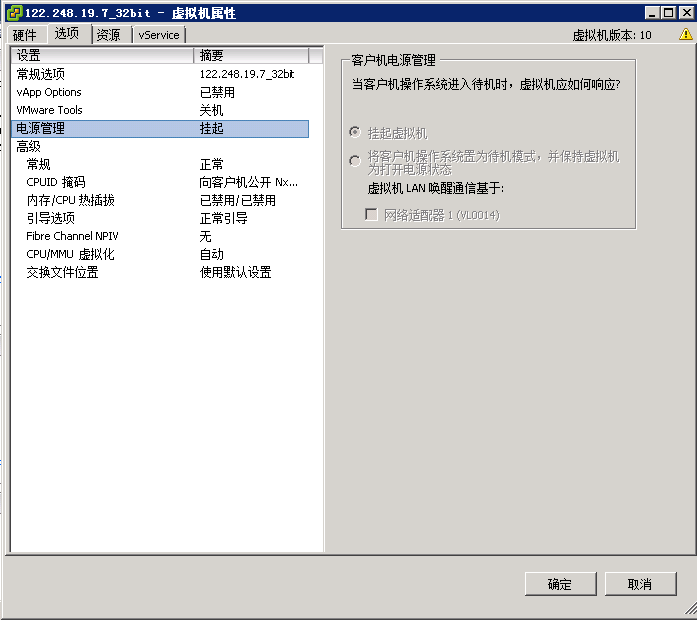 122.248.19.7_32bit - 虚拟机属性
硬件 选项 资源 vService 虚拟机版本: 10
设置 摘要
常规选项 122.248.19.7_32bit
vApp Options 已禁用
VMware Tools 关机
电源管理 挂起
高级
常规 正常
CPUID 掩码 向客户机公开 Nx...
内存/CPU 热插拔 已禁用/已禁用
引导选项 正常引导
Fibre Channel NPIV 无
CPU/MMU 虚拟化 自动
交换文件位置 使用默认设置
客户机电源管理
当客户机操作系统进入待机时，虚拟机应如何响应?
挂起虚拟机
将客户机操作系统置为待机模式，并保持虚拟机
为打开电源状态
虚拟机 LAN 唤醒通信基于:
网络适配器 1 (VL0014)
确定 取消